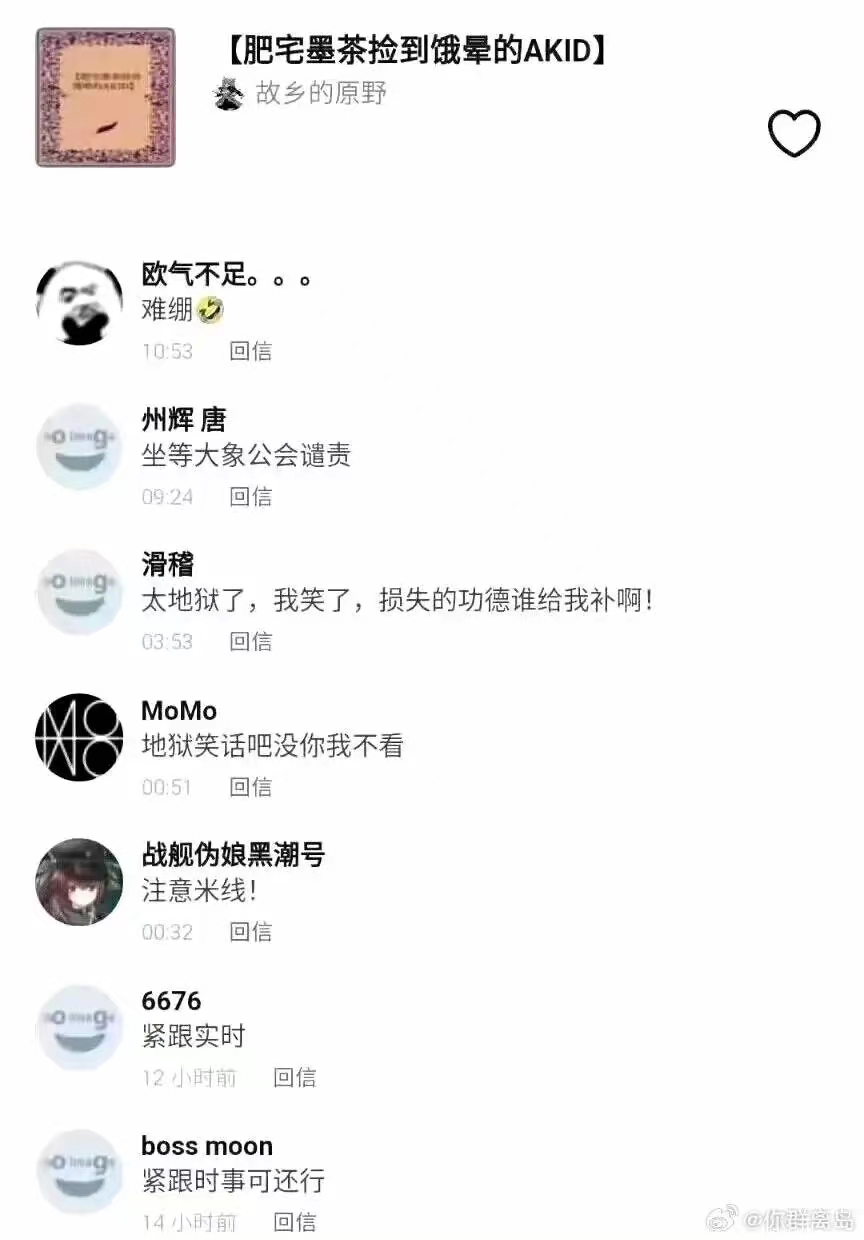 【肥宅墨茶捡到饿晕的AKID】
故乡的原野
欧气不足。。。
难绷🤣
10:53 回信
州辉 唐
坐等大象公会谴责
09:24 回信
滑稽
太地狱了，我笑了，损失的功德谁给我补啊！
03:53 回信
MoMo
地狱笑话吧没你我不看
00:51 回信
战舰伪娘黑潮号
注意米线！
00:32 回信
6676
紧跟实时
12 小时前 回信
boss moon
紧跟时事可还行
14 小时前 回信
@你群离岛